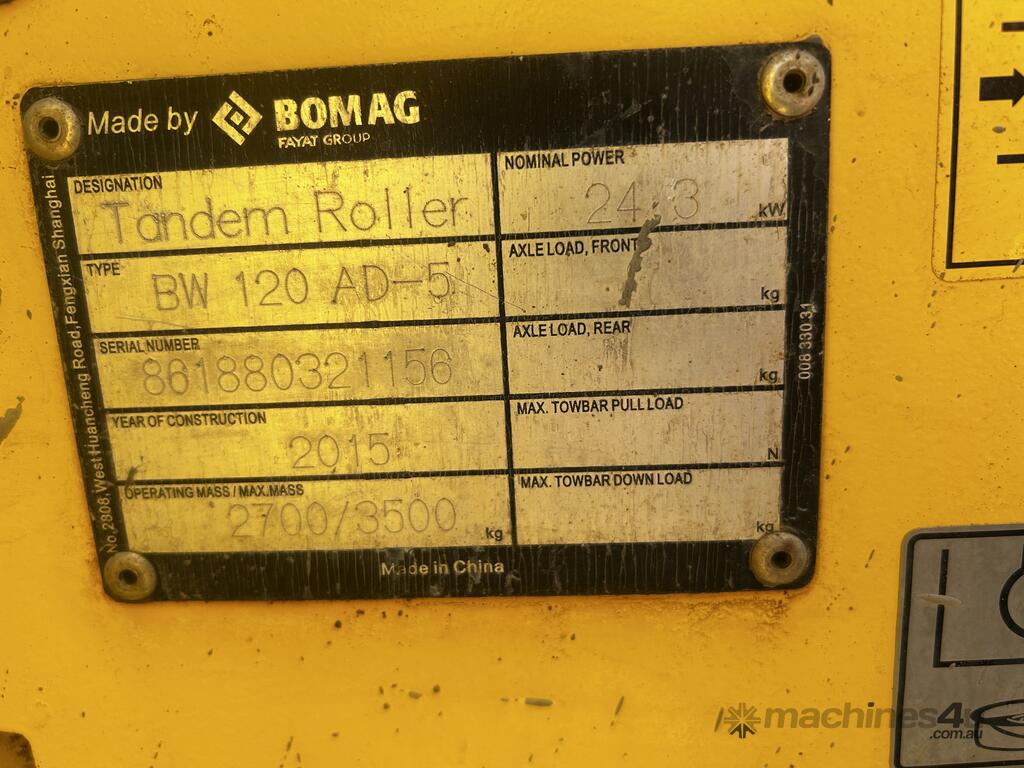 Made by BOMAG
FAYAT GROUP
DESIGNATION
Tandem Roller
TYPE
BW 120 AD-5
SERIAL NUMBER
861880321156
YEAR OF CONSTRUCTION
2015
OPERATING MASS / MAX.MASS
2700/3500 kg
NOMINAL POWER
24.3 kW
AXLE LOAD, FRONT
kg
AXLE LOAD, REAR
kg
MAX. TOWBAR PULL LOAD
N
MAX. TOWBAR DOWN LOAD
kg
Made in China
No.2808,West Huancheng Road,Fengxian Shanghai
008 330 31
machines4u
.com.au